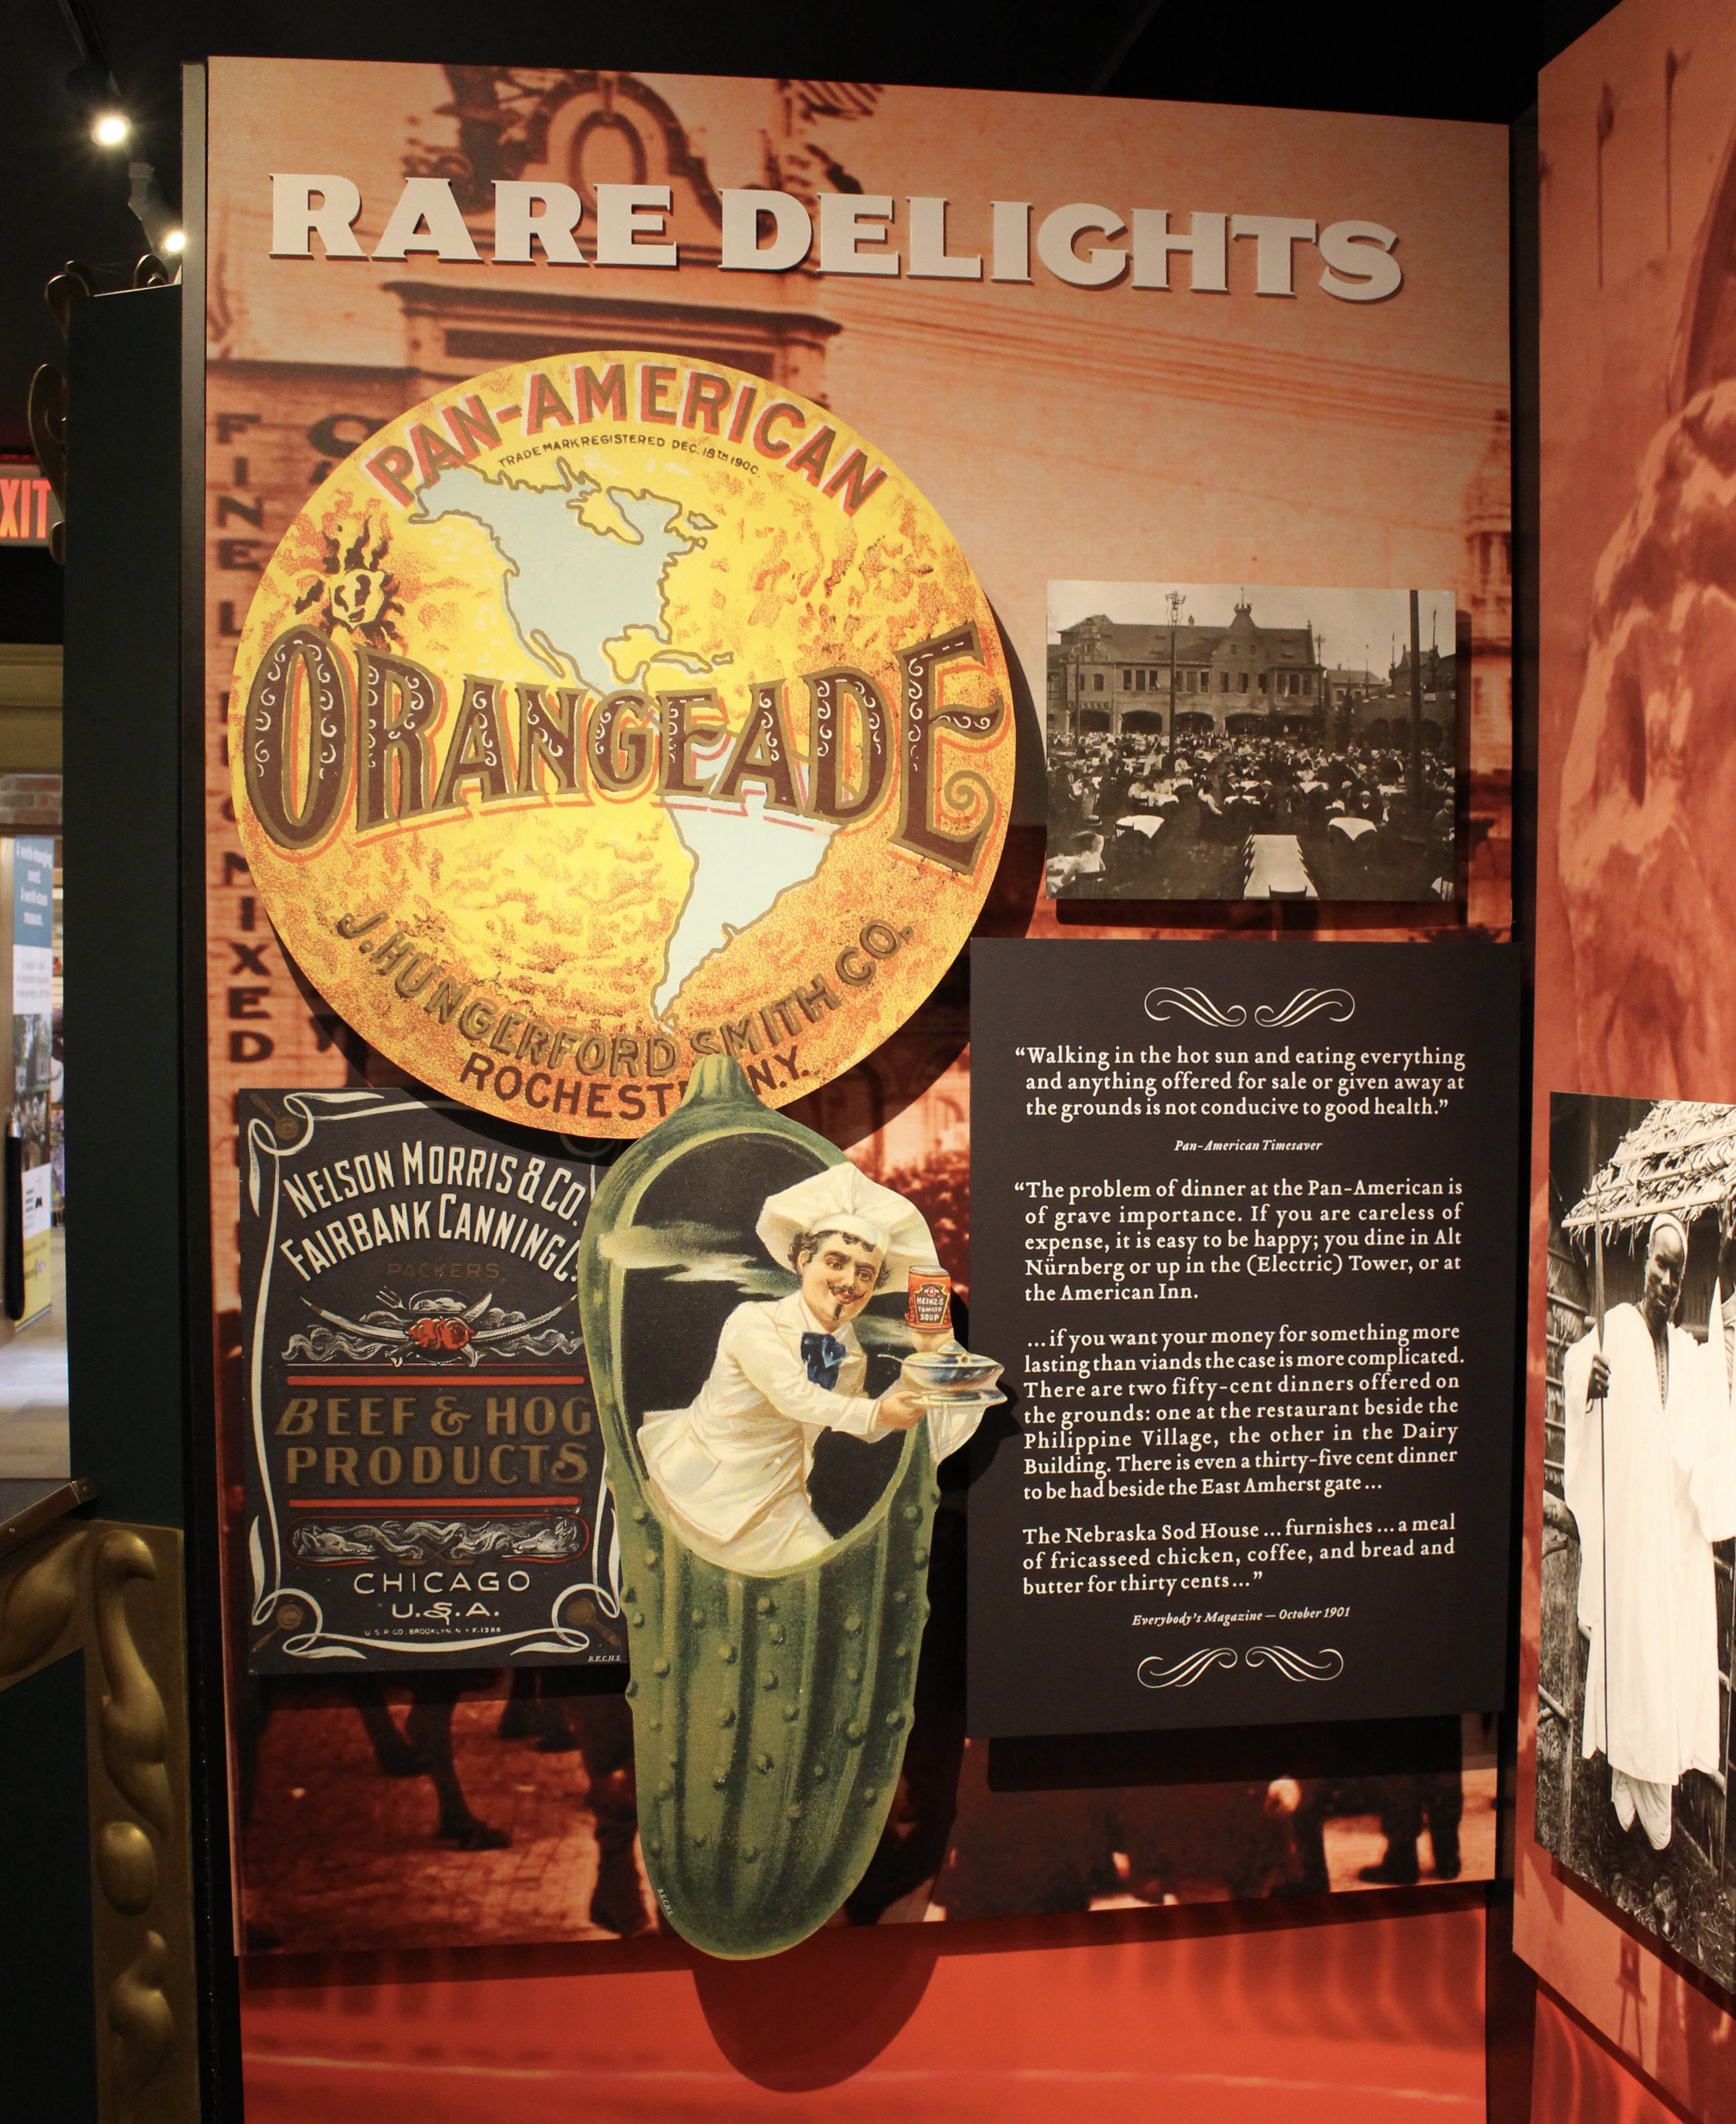 RARE DELIGHTS
EXIT
PAN-AMERICAN
TRADE MARK REGISTERED DEC. 18TH 1900.
ORANGEADE
J. HUNGERFORD SMITH CO.
ROCHEST N.Y.
NELSON MORRIS & CO.
FAIRBANK CANNING C
PACKERS
BEEF & HOG
PRODUCTS
CHICAGO
U.S.A.
U.S.P. CO. BROOKLYN, N.Y. F.1386
B.E.C.H.S.
HEINZ'S
TOMATO
SOUP
B.E.C.H.S.
“Walking in the hot sun and eating everything
and anything offered for sale or given away at
the grounds is not conducive to good health.”
Pan-American Timesaver
“The problem of dinner at the Pan-American is
of grave importance. If you are careless of
expense, it is easy to be happy; you dine in Alt
Nürnberg or up in the (Electric) Tower, or at
the American Inn.
...if you want your money for something more
lasting than viands the case is more complicated.
There are two fifty-cent dinners offered on
the grounds: one at the restaurant beside the
Philippine Village, the other in the Dairy
Building. There is even a thirty-five cent dinner
to be had beside the East Amherst gate...
The Nebraska Sod House ... furnishes ... a meal
of fricasseed chicken, coffee, and bread and
butter for thirty cents...”
Everybody's Magazine — October 1901